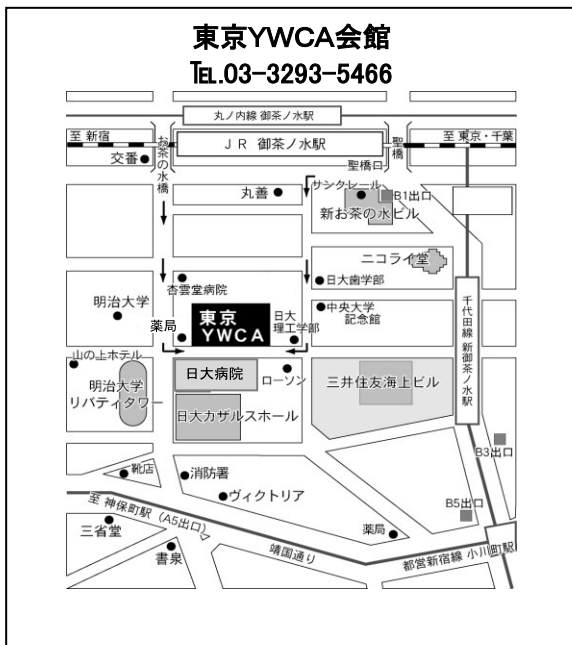 東京YWCA会館
℡.03-3293-5466
丸ノ内線 御茶ノ水駅
至 新宿
お茶の水橋
JR 御茶ノ水駅
聖橋
至 東京・千葉
交番
聖橋口
丸善
サンクレール
B1出口
新お茶の水ビル
ニコライ堂
杏雲堂病院
日大歯学部
明治大学
東京
YWCA
日大
理工学部
中央大学
記念館
千代田線 新御茶ノ水駅
薬局
山の上ホテル
明治大学
リバティタワー
日大病院
ローソン
三井住友海上ビル
日大カザルスホール
B3出口
靴店
消防署
ヴィクトリア
B5出口
至 神保町駅(A5出口)
三省堂
薬局
書泉
靖国通り
都営新宿線 小川町駅